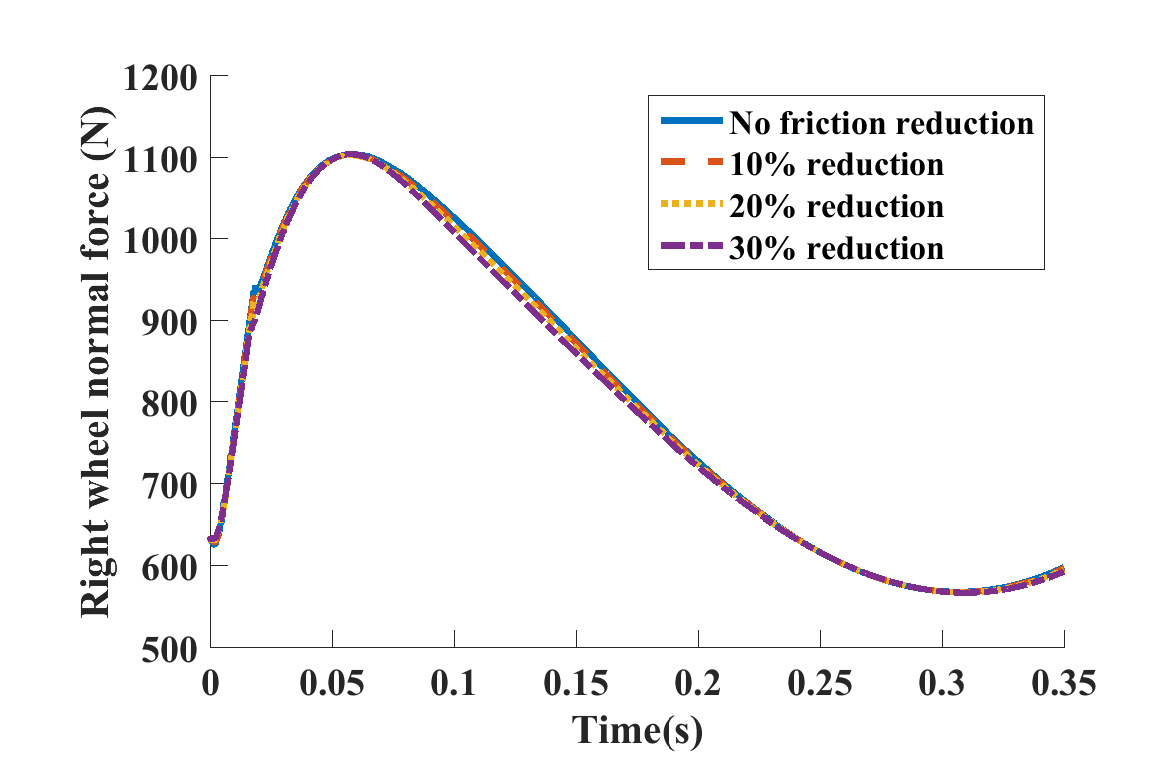 1200
1100
1000
900
800
700
600
500
Right wheel normal force (N)
No friction reduction
10% reduction
20% reduction
30% reduction
0 0.05 0.1 0.15 0.2 0.25 0.3 0.35
Time(s)